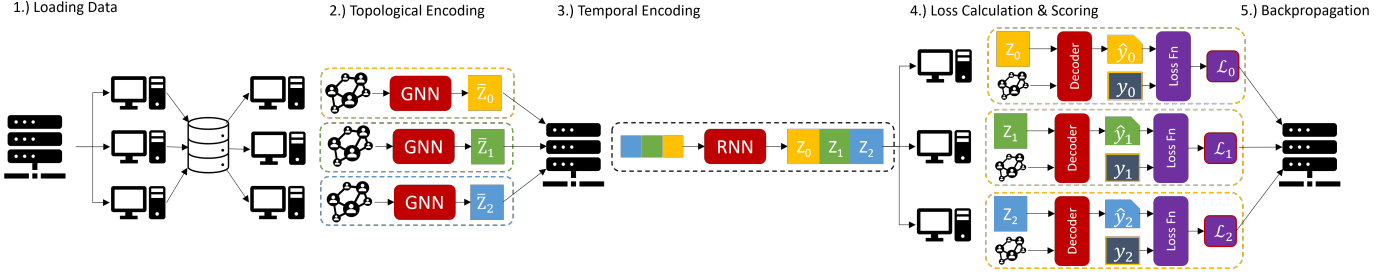 1.) Loading Data
2.) Topological Encoding
3.) Temporal Encoding
4.) Loss Calculation & Scoring
5.) Backpropagation
GNN
Z̅₀
GNN
Z̅₁
GNN
Z̅₂
RNN
Z₀ Z₁ Z₂
Z₀
Decoder
ŷ₀
y₀
Loss Fn
ℒ₀
Z₁
Decoder
ŷ₁
y₁
Loss Fn
ℒ₁
Z₂
Decoder
ŷ₂
y₂
Loss Fn
ℒ₂